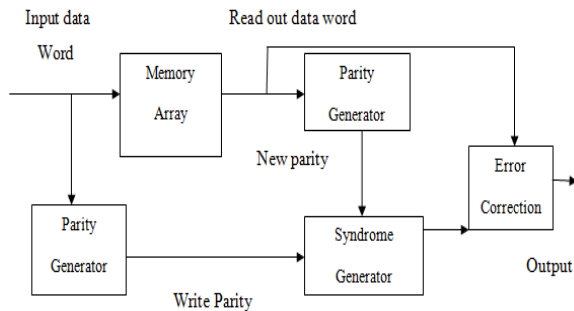 Input data
Word
Read out data word
Memory
Array
Parity
Generator
New parity
Error
Correction
Parity
Generator
Syndrome
Generator
Output
Write Parity